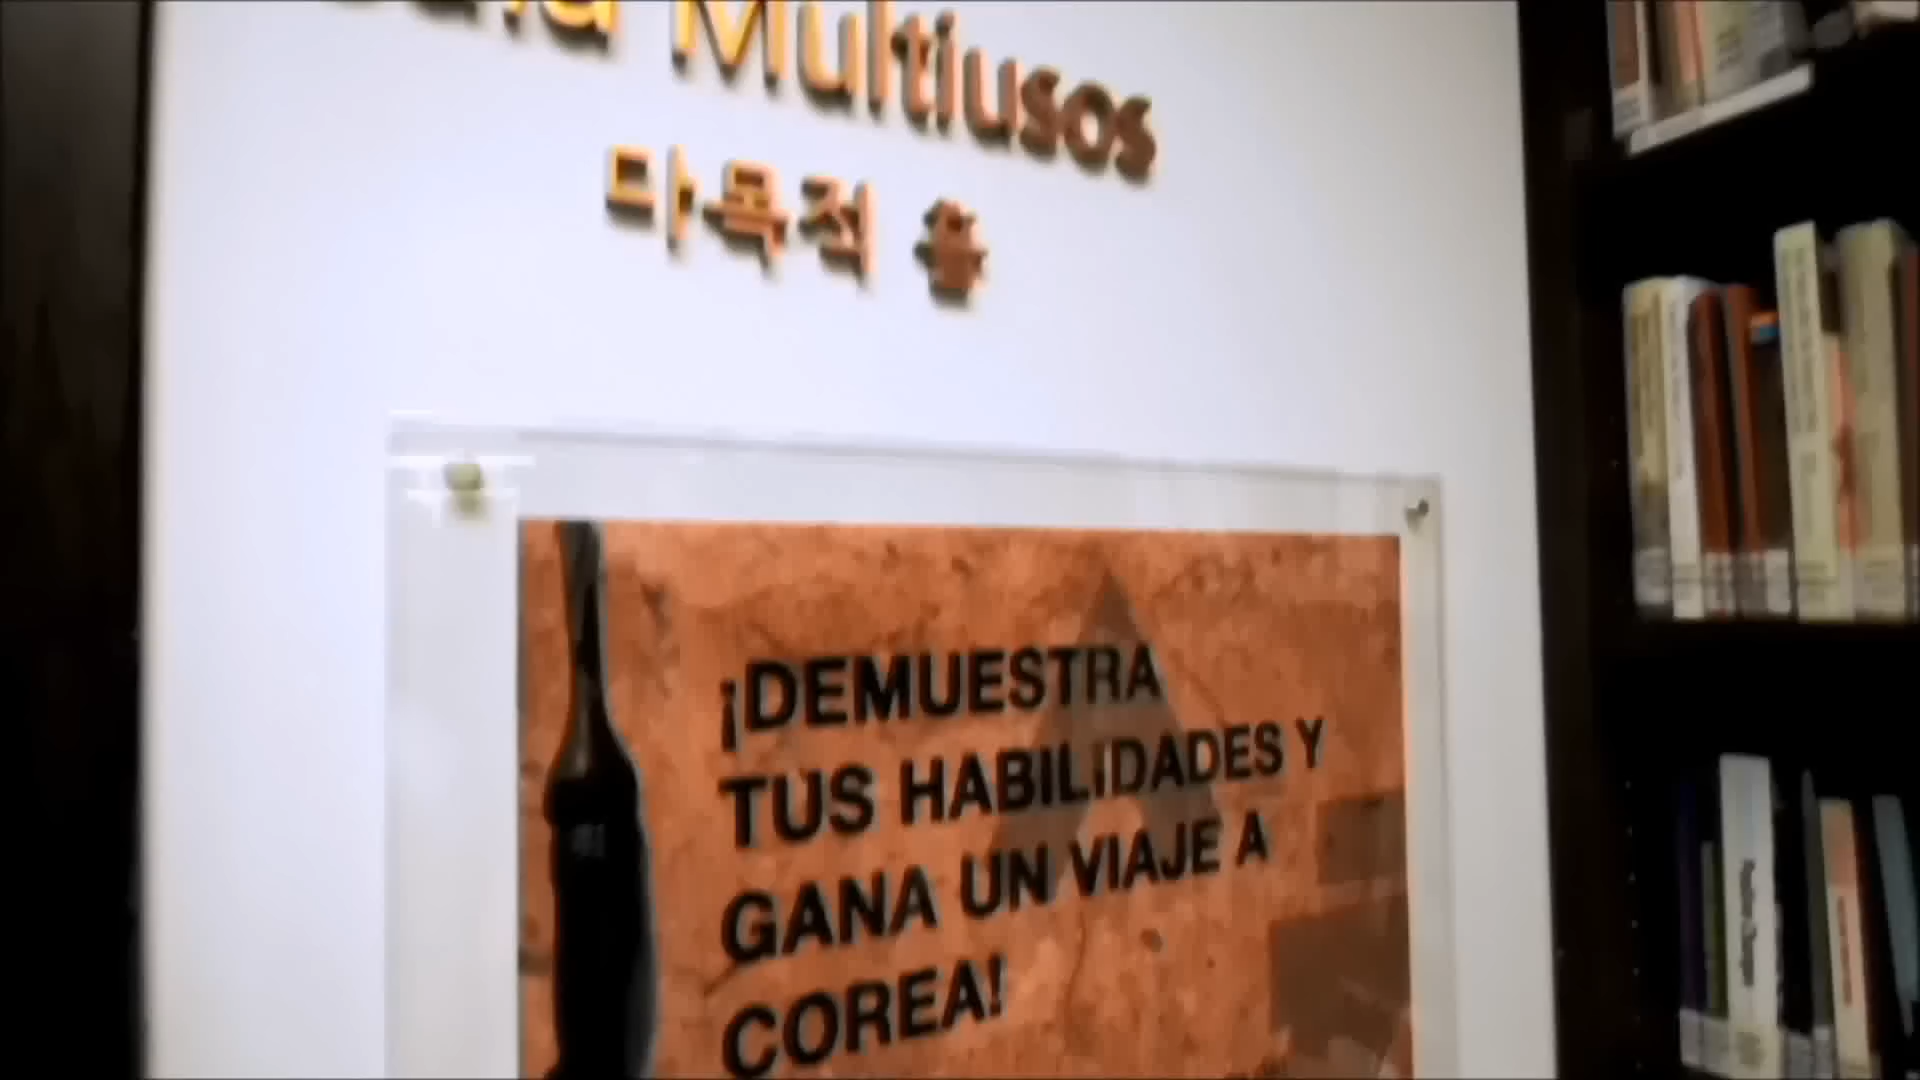 Multiusos
다목적 홀
¡DEMUESTRA
TUS HABILIDADES Y
GANA UN VIAJE A
COREA!